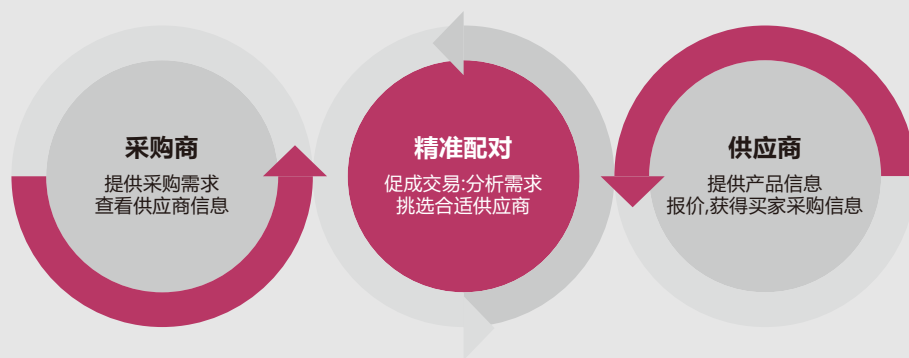 采购商
提供采购需求
查看供应商信息
精准配对
促成交易:分析需求
挑选合适供应商
供应商
提供产品信息
报价,获得买家采购信息